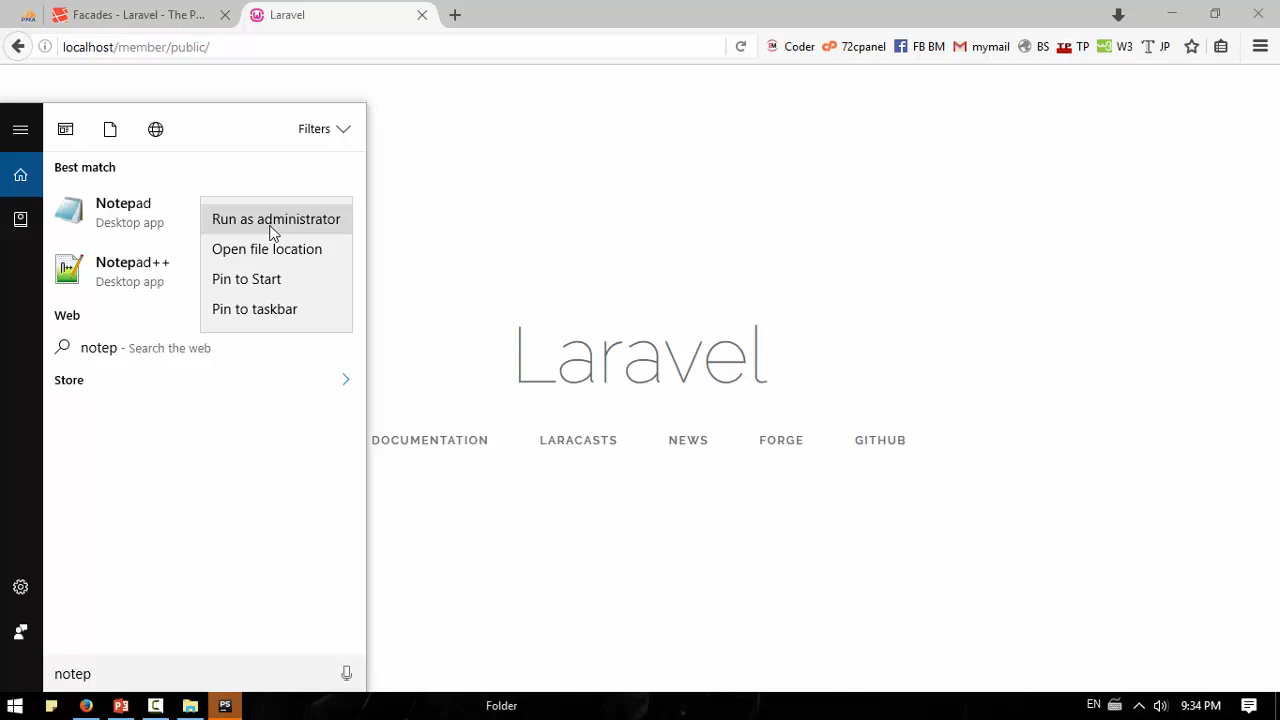 Facades - Laravel - The P...
Laravel
localhost/member/public/
Coder
72cpanel
FB BM
mymail
BS
TP
W3
JP
Filters
Best match
Notepad
Desktop app
Run as administrator
Open file location
Notepad++
Desktop app
Pin to Start
Pin to taskbar
Web
notep - Search the web
Store
Laravel
DOCUMENTATION
LARACASTS
NEWS
FORGE
GITHUB
notep
PS
Folder
EN
9:34 PM